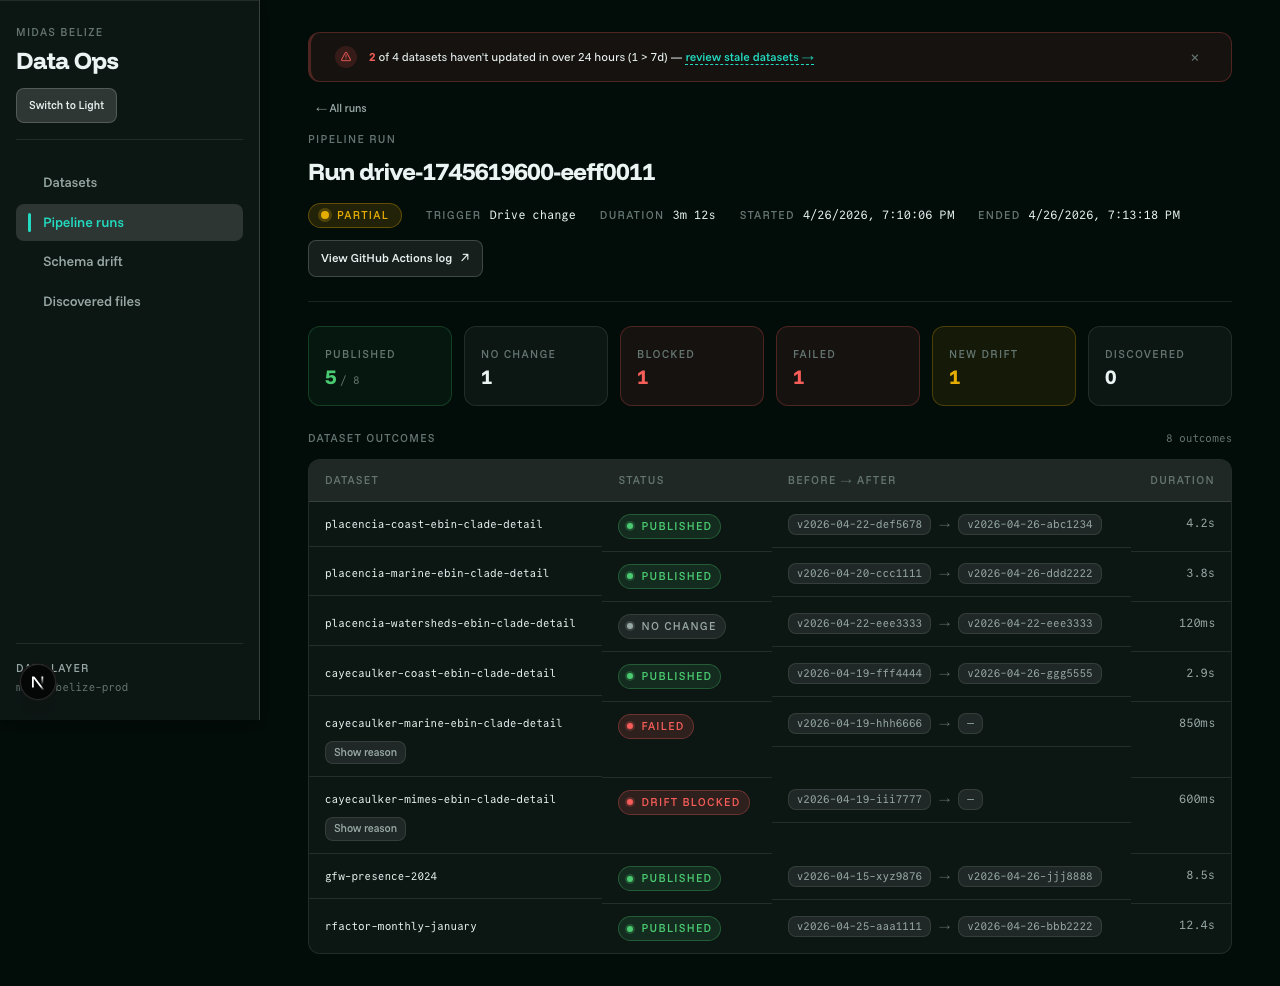 MIDAS BELIZE
Data Ops
Switch to Light
Datasets
Pipeline runs
Schema drift
Discovered files
LAYER
belize-prod
N
2 of 4 datasets haven't updated in over 24 hours (1 > 7d) — review stale datasets →
×
← All runs
PIPELINE RUN
Run drive-1745619600-eeff0011
PARTIAL TRIGGER Drive change DURATION 3m 12s STARTED 4/26/2026, 7:10:06 PM ENDED 4/26/2026, 7:13:18 PM
View GitHub Actions log ↗
PUBLISHED NO CHANGE BLOCKED FAILED NEW DRIFT DISCOVERED
5 / 8 1 1 1 1 0
DATASET OUTCOMES 8 outcomes
DATASET STATUS BEFORE → AFTER DURATION
placencia-coast-ebin-clade-detail PUBLISHED v2026-04-22-def5678 → v2026-04-26-abc1234 4.2s
placencia-marine-ebin-clade-detail PUBLISHED v2026-04-20-ccc1111 → v2026-04-26-ddd2222 3.8s
placencia-watersheds-ebin-clade-detail NO CHANGE v2026-04-22-eee3333 → v2026-04-22-eee3333 120ms
cayecaulker-coast-ebin-clade-detail PUBLISHED v2026-04-19-fff4444 → v2026-04-26-ggg5555 2.9s
cayecaulker-marine-ebin-clade-detail FAILED v2026-04-19-hhh6666 → — 850ms
Show reason
cayecaulker-mimes-ebin-clade-detail DRIFT BLOCKED v2026-04-19-iii7777 → — 600ms
Show reason
gfw-presence-2024 PUBLISHED v2026-04-15-xyz9876 → v2026-04-26-jjj8888 8.5s
rfactor-monthly-january PUBLISHED v2026-04-25-aaa1111 → v2026-04-26-bbb2222 12.4s